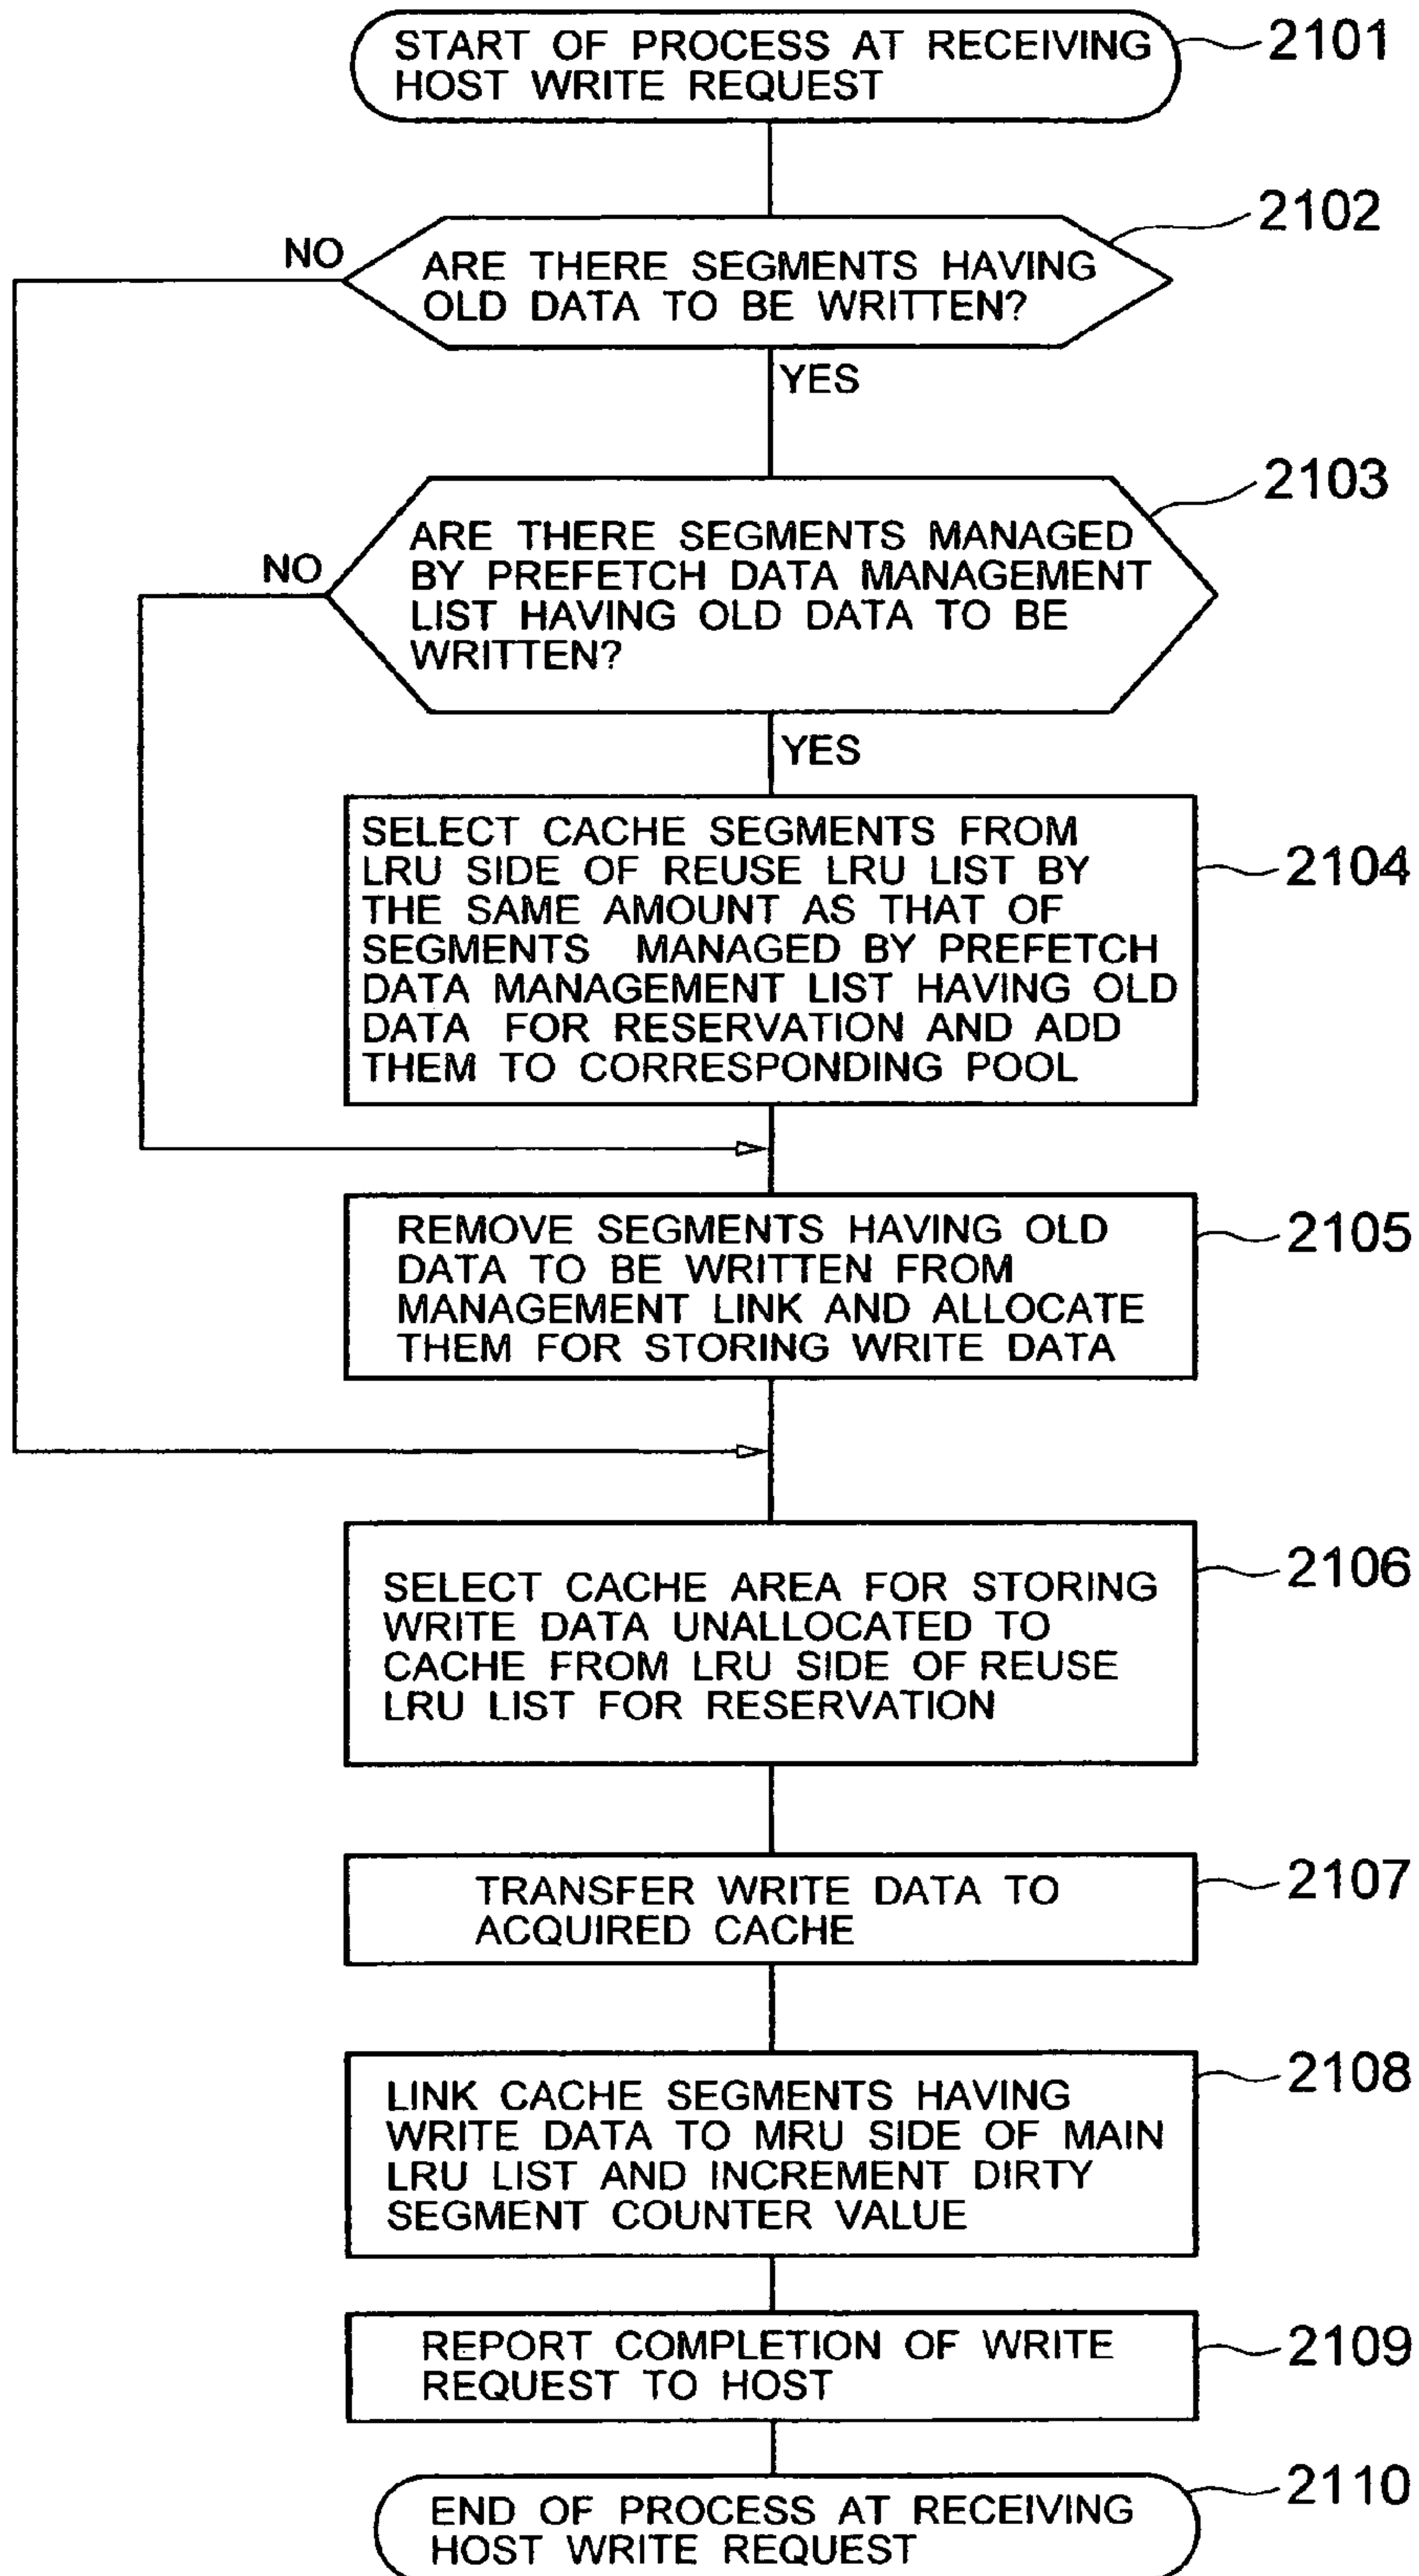 START OF PROCESS AT RECEIVING
HOST WRITE REQUEST
2101
2102
NO
ARE THERE SEGMENTS HAVING
OLD DATA TO BE WRITTEN?
YES
2103
NO
ARE THERE SEGMENTS MANAGED
BY PREFETCH DATA MANAGEMENT
LIST HAVING OLD DATA TO BE
WRITTEN?
YES
SELECT CACHE SEGMENTS FROM
LRU SIDE OF REUSE LRU LIST BY
THE SAME AMOUNT AS THAT OF
SEGMENTS MANAGED BY PREFETCH
DATA MANAGEMENT LIST HAVING OLD
DATA FOR RESERVATION AND ADD
THEM TO CORRESPONDING POOL
2104
REMOVE SEGMENTS HAVING OLD
DATA TO BE WRITTEN FROM
MANAGEMENT LINK AND ALLOCATE
THEM FOR STORING WRITE DATA
2105
SELECT CACHE AREA FOR STORING
WRITE DATA UNALLOCATED TO
CACHE FROM LRU SIDE OF REUSE
LRU LIST FOR RESERVATION
2106
TRANSFER WRITE DATA TO
ACQUIRED CACHE
2107
LINK CACHE SEGMENTS HAVING
WRITE DATA TO MRU SIDE OF MAIN
LRU LIST AND INCREMENT DIRTY
SEGMENT COUNTER VALUE
2108
REPORT COMPLETION OF WRITE
REQUEST TO HOST
2109
END OF PROCESS AT RECEIVING
HOST WRITE REQUEST
2110